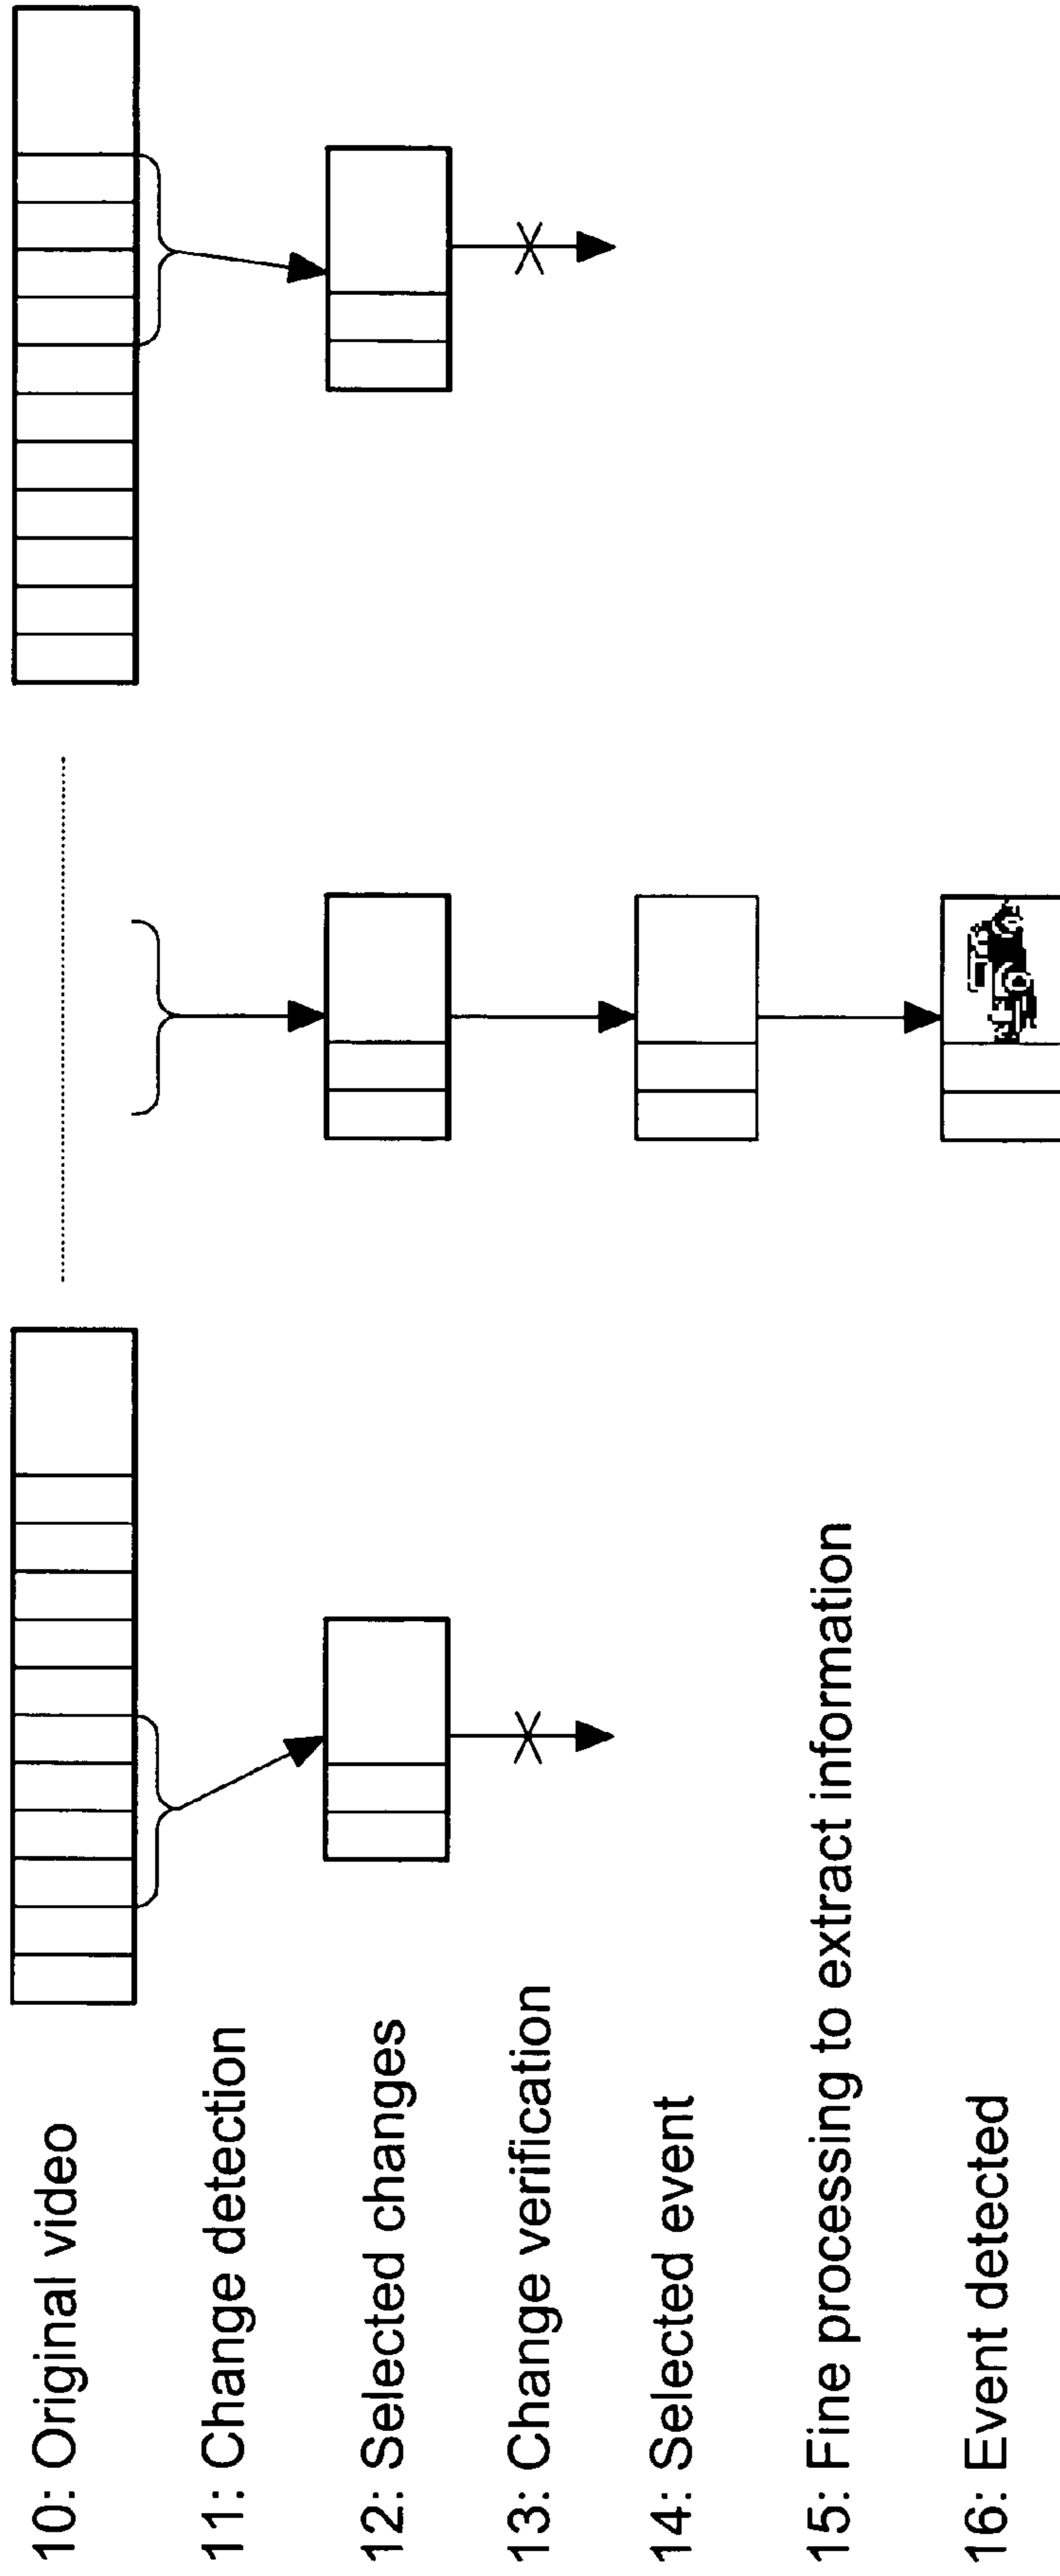 10: Original video
11: Change detection
12: Selected changes
13: Change verification
14: Selected event
15: Fine processing to extract information
16: Event detected